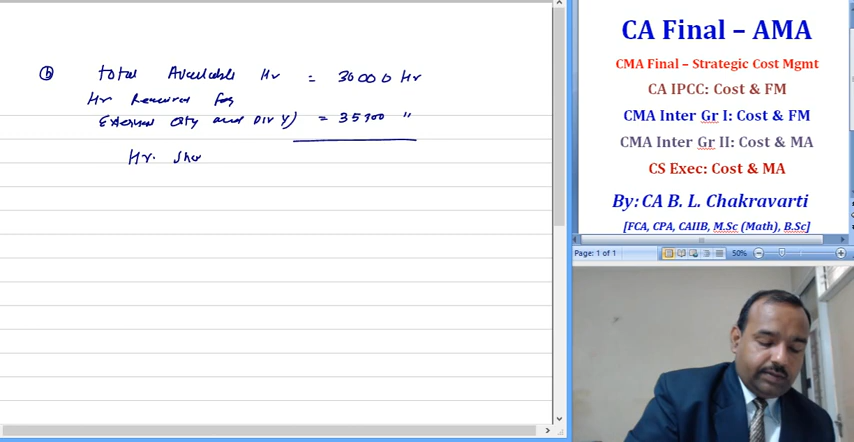 (b) Total Available Hr = 30000 Hr
Hr Required for
External qty and Div Y) = 35300 "
Hr. Sho
CA Final – AMA
CMA Final – Strategic Cost Mgmt
CA IPCC: Cost & FM
CMA Inter Gr I: Cost & FM
CMA Inter Gr II: Cost & MA
CS Exec: Cost & MA
By: CA B. L. Chakravarti
[FCA, CPA, CAIIB, M.Sc (Math), B.Sc]
Page: 1 of 1
50%